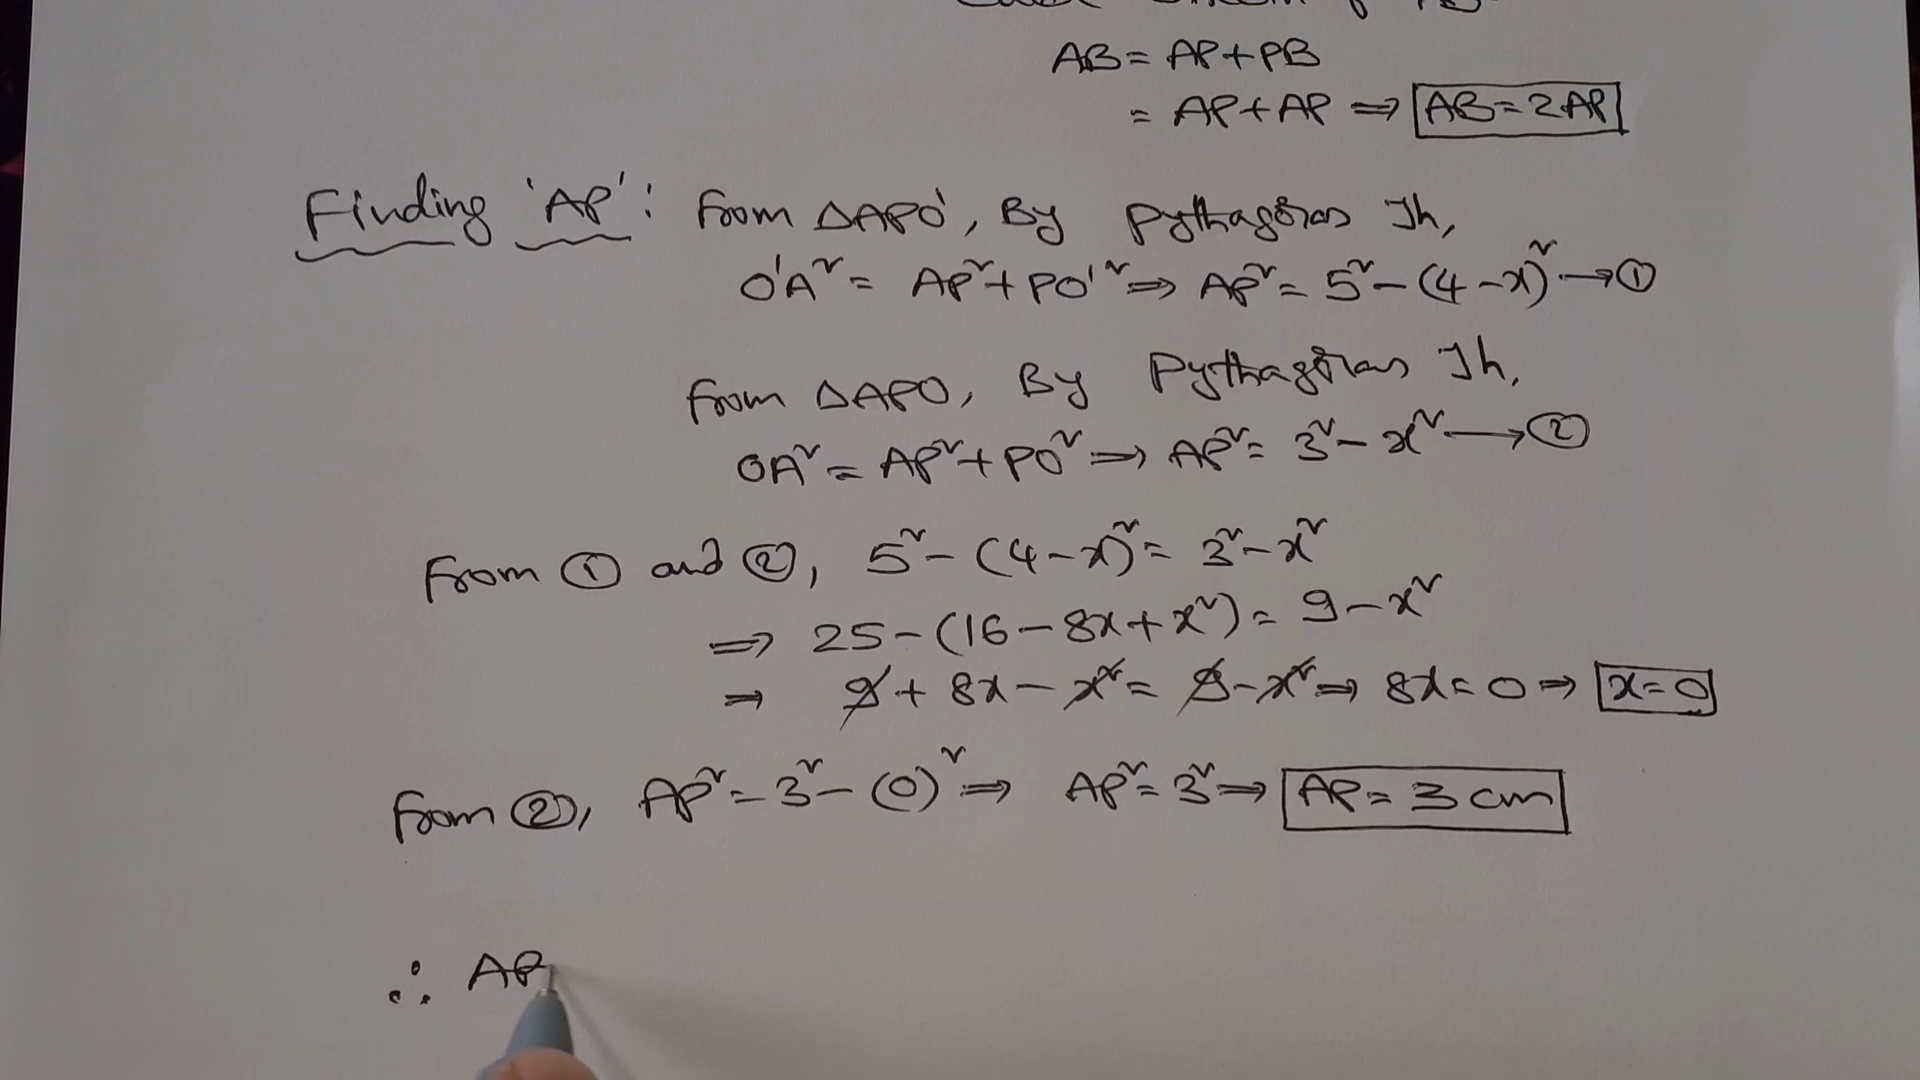 AB = AP + PB
= AP + AP ⇒ AB = 2AP
Finding 'AP': From ΔAPO', By Pythagoras Th,
O'A² = AP² + PO'² ⇒ AP² = 5² - (4-x)² → ①
From ΔAPO, By Pythagoras Th,
OA² = AP² + PO² ⇒ AP² = 3² - x² → ②
From ① and ②, 5² - (4-x)² = 3² - x²
⇒ 25 - (16 - 8x + x²) = 9 - x²
⇒ 9 + 8x - x² = 9 - x² ⇒ 8x = 0 ⇒ x = 0
From ②, AP² = 3² - (0)² ⇒ AP² = 3² ⇒ AP = 3 cm
∴ AP